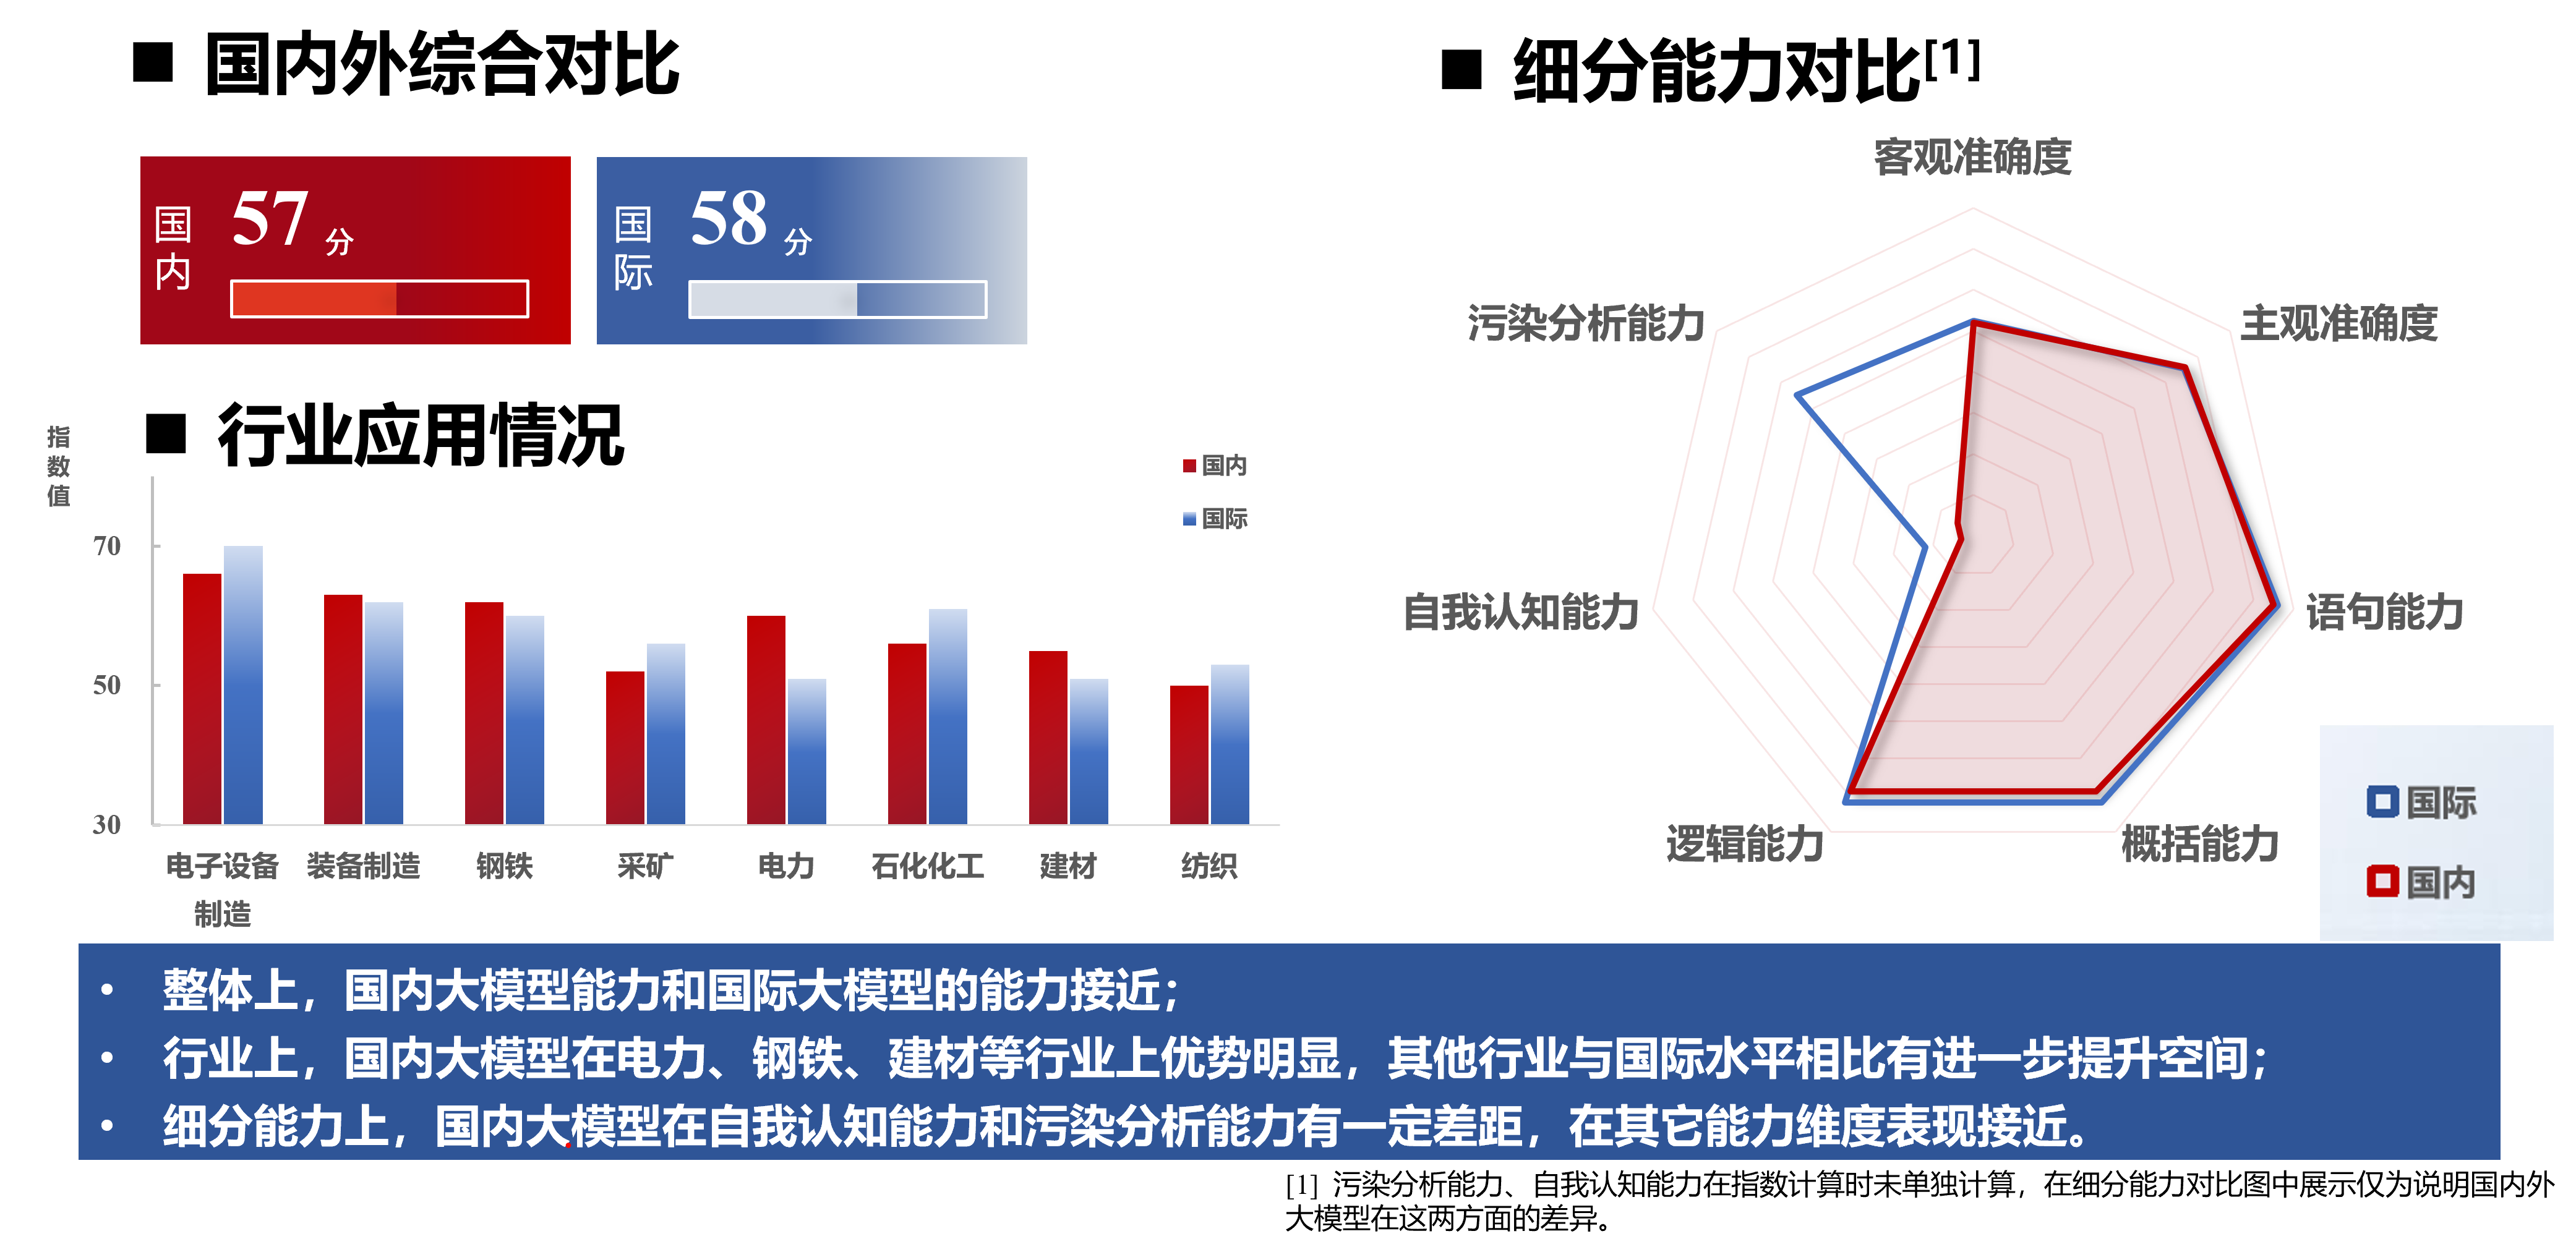 ■ 国内外综合对比
国内 57 分
国际 58 分
■ 行业应用情况
指数值
国内
国际
70
50
30
电子设备制造
装备制造
钢铁
采矿
电力
石化化工
建材
纺织
■ 细分能力对比[1]
客观准确度
主观准确度
语句能力
概括能力
逻辑能力
自我认知能力
污染分析能力
国际
国内
• 整体上，国内大模型能力和国际大模型的能力接近；
• 行业上，国内大模型在电力、钢铁、建材等行业上优势明显，其他行业与国际水平相比有进一步提升空间；
• 细分能力上，国内大模型在自我认知能力和污染分析能力有一定差距，在其它能力维度表现接近。
[1] 污染分析能力、自我认知能力在指数计算时未单独计算，在细分能力对比图中展示仅为说明国内外
大模型在这两方面的差异。